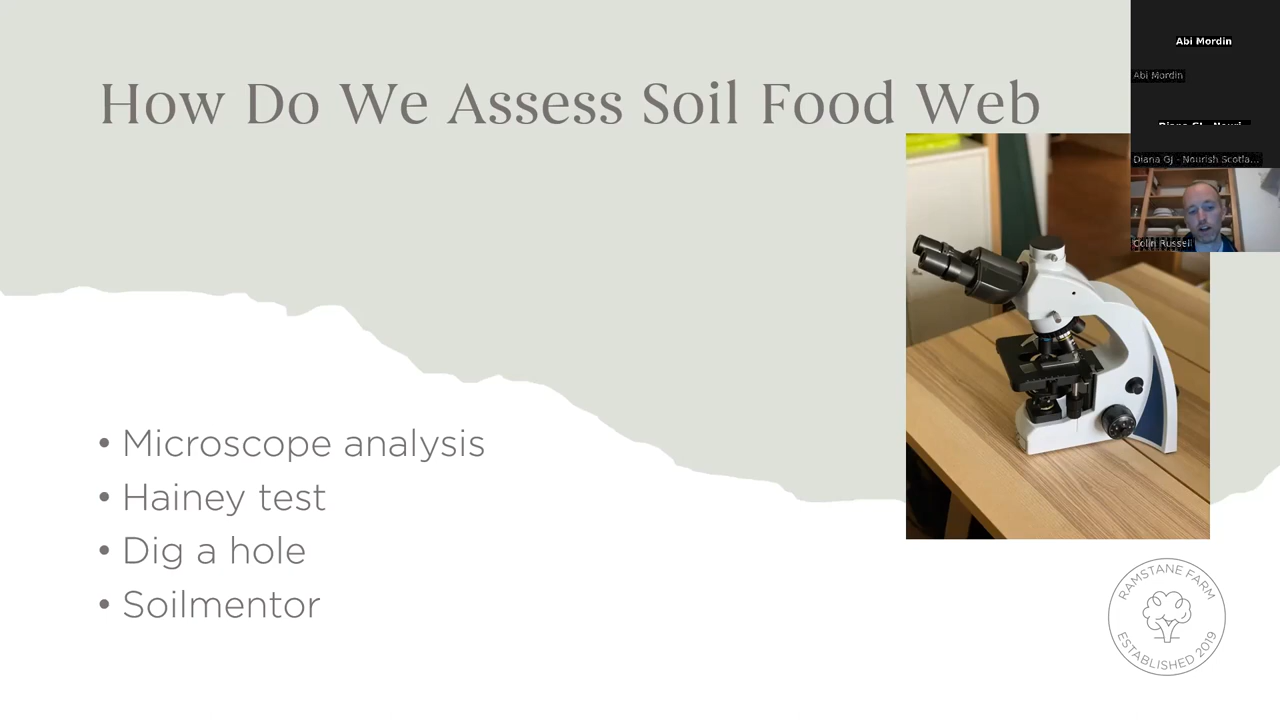 How Do We Assess Soil Food Web
Abi Mordin
Abi Mordin
Diana GJ - Nourish Scotla...
Colin Russell
• Microscope analysis
• Hainey test
• Dig a hole
• Soilmentor
RAMSTANE FARM
ESTABLISHED 2019